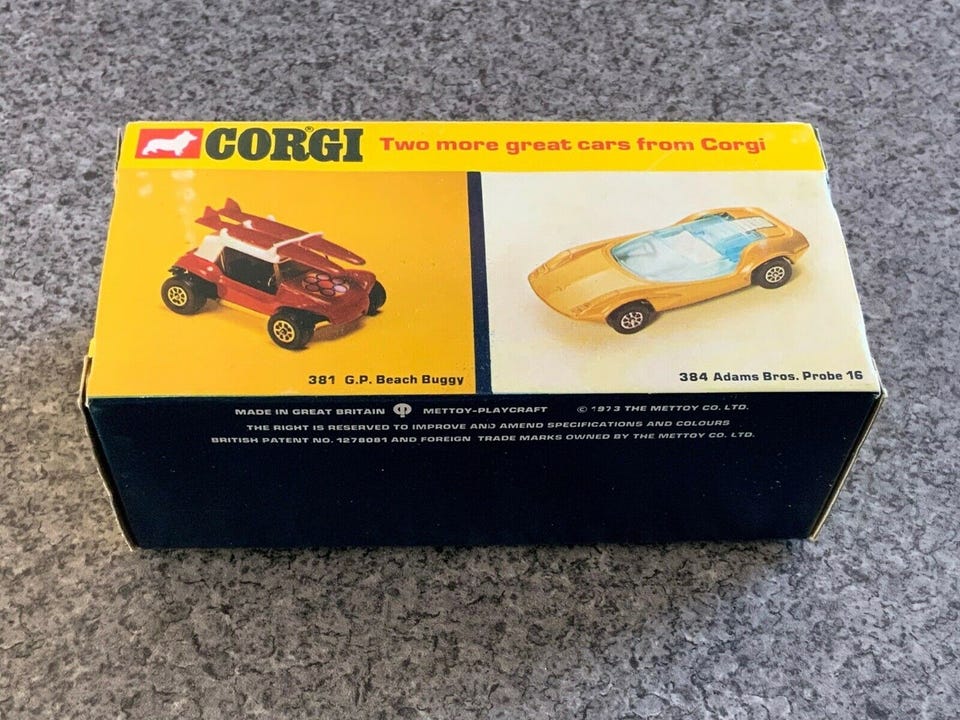 CORGI® Two more great cars from Corgi
381 G.P. Beach Buggy
384 Adams Bros. Probe 16
MADE IN GREAT BRITAIN METTOY-PLAYCRAFT © 1973 THE METTOY CO. LTD.
THE RIGHT IS RESERVED TO IMPROVE AND AMEND SPECIFICATIONS AND COLOURS
BRITISH PATENT NO. 1278081 AND FOREIGN TRADE MARKS OWNED BY THE METTOY CO. LTD.